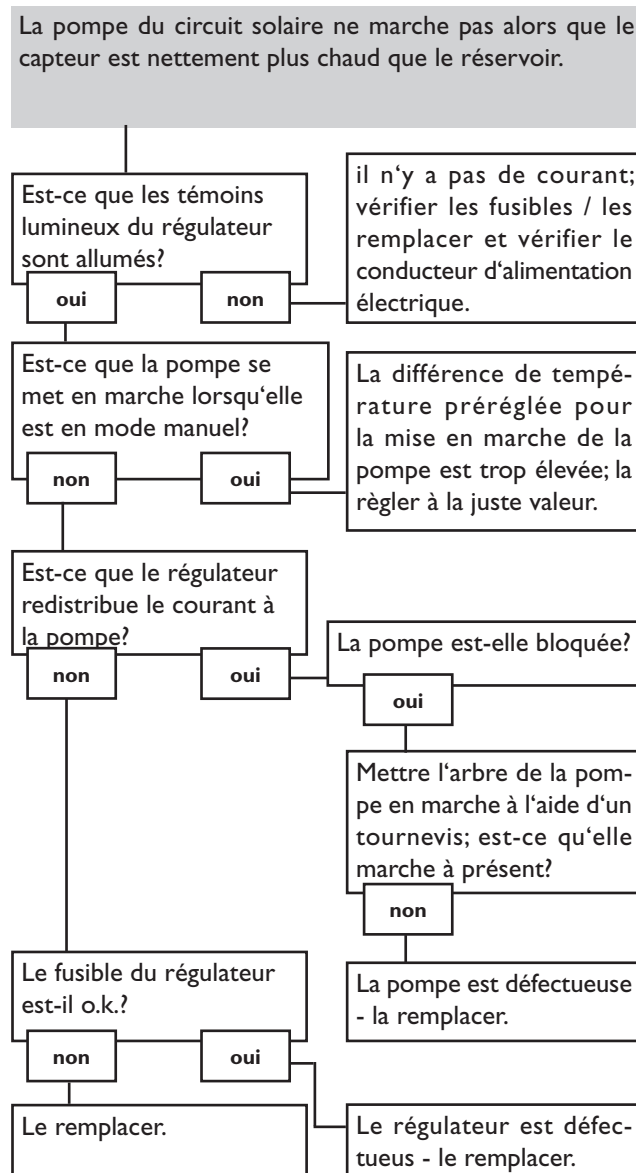 La pompe du circuit solaire ne marche pas alors que le
capteur est nettement plus chaud que le réservoir.
Est-ce que les témoins
lumineux du régulateur
sont allumés?
oui
non
il n‘y a pas de courant;
vérifier les fusibles / les
remplacer et vérifier le
conducteur d‘alimentation
électrique.
Est-ce que la pompe se
met en marche lorsqu‘elle
est en mode manuel?
non
oui
La différence de tempé-
rature préréglée pour
la mise en marche de la
pompe est trop élevée; la
règler à la juste valeur.
Est-ce que le régulateur
redistribue le courant à
la pompe?
non
oui
La pompe est-elle bloquée?
oui
Mettre l‘arbre de la pom-
pe en marche à l‘aide d‘un
tournevis; est-ce qu‘elle
marche à présent?
non
La pompe est défectueuse
- la remplacer.
Le fusible du régulateur
est-il o.k.?
non
oui
Le remplacer.
Le régulateur est défec-
tueus - le remplacer.